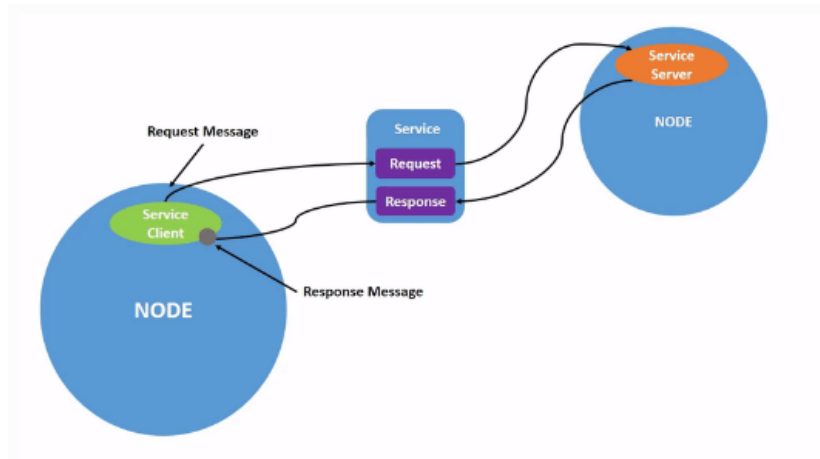 Service
Server
NODE
Request Message
Service
Request
Response
Service
Client
Response Message
NODE